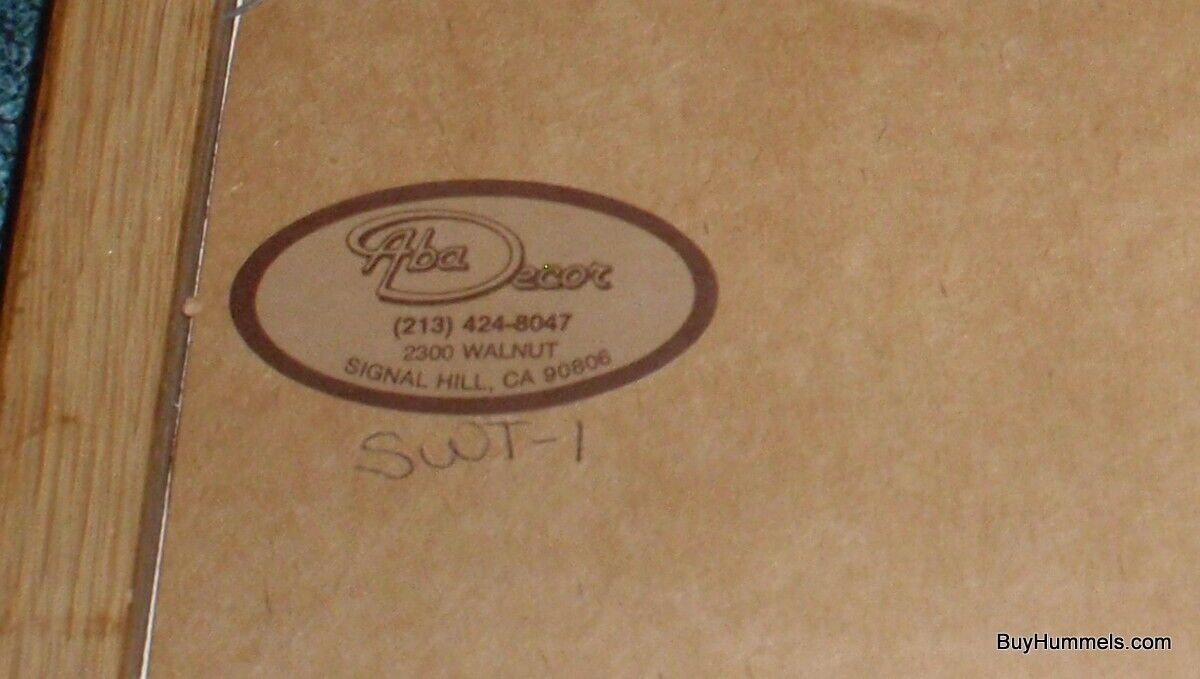 Aba Decor
(213) 424-8047
2300 WALNUT
SIGNAL HILL, CA 90806
SWT-1
BuyHummels.com